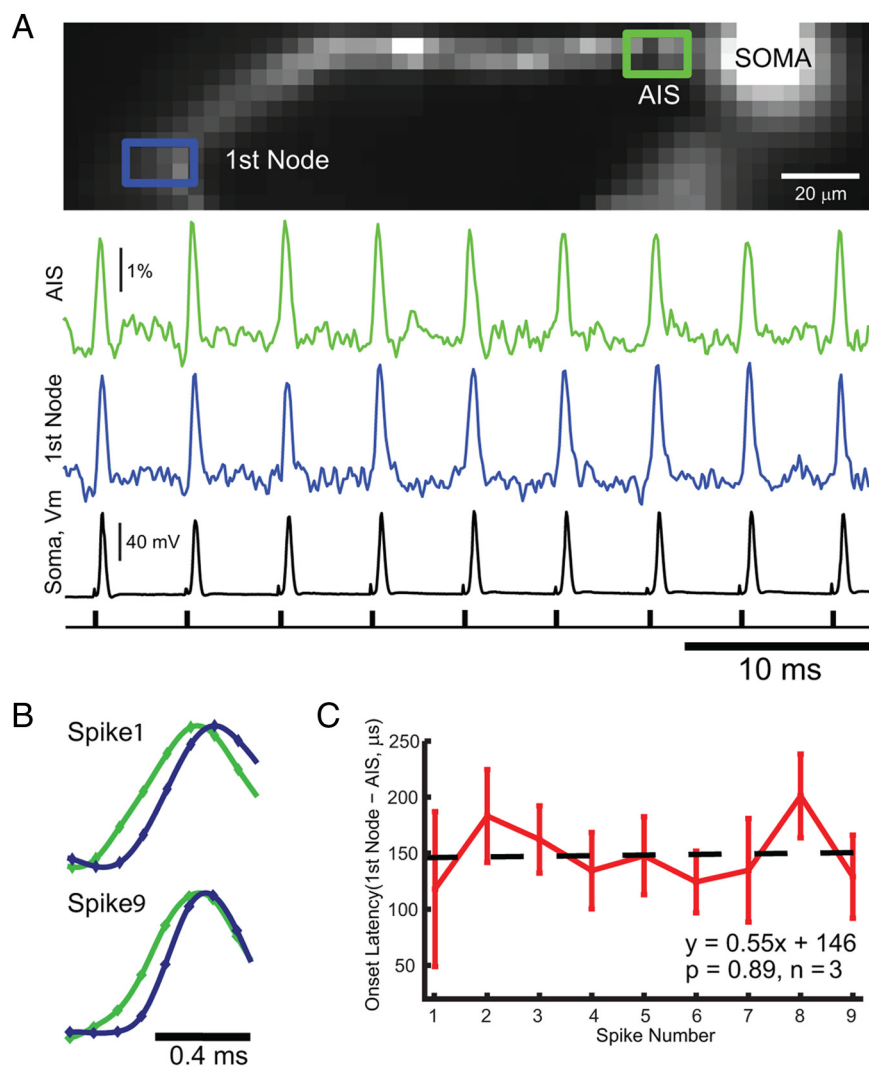 A
SOMA
AIS
1st Node
20 µm
AIS
1%
1st Node
Soma, Vm
40 mV
10 ms
B
Spike1
Spike9
0.4 ms
C
Onset Latency(1st Node – AIS, µs)
250
200
150
100
50
1 2 3 4 5 6 7 8 9
Spike Number
y = 0.55x + 146
p = 0.89, n = 3